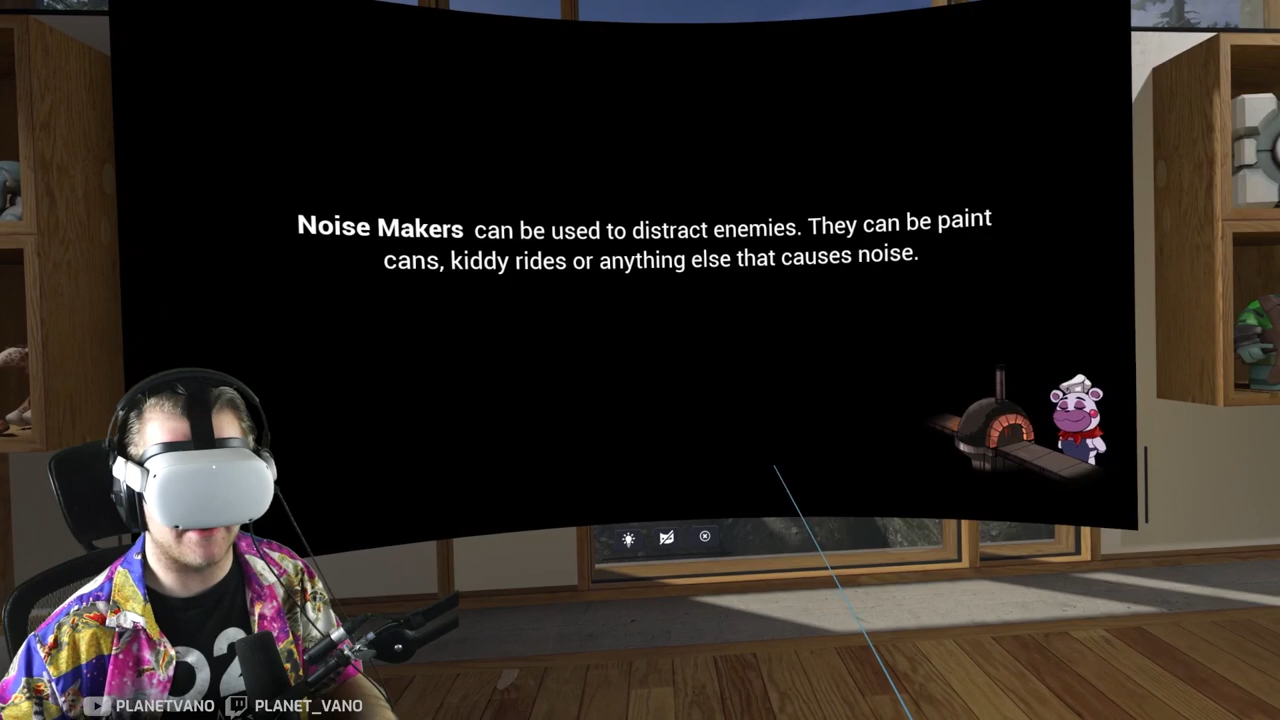 Noise Makers can be used to distract enemies. They can be paint
cans, kiddy rides or anything else that causes noise.
PLANETVANO PLANET_VANO